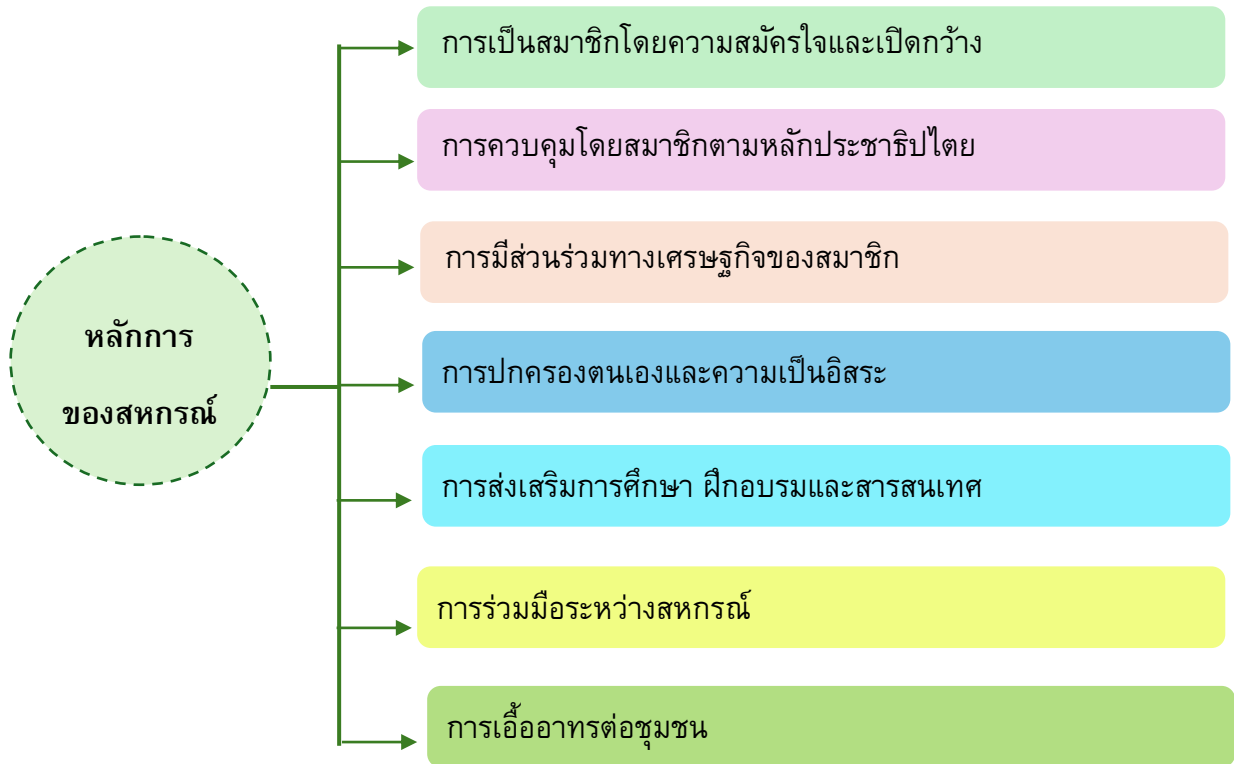 การเป็นสมาชิกโดยความสมัครใจและเปิดกว้าง
การควบคุมโดยสมาชิกตามหลักประชาธิปไตย
การมีส่วนร่วมทางเศรษฐกิจของสมาชิก
หลักการ
ของสหกรณ์
การปกครองตนเองและความเป็นอิสระ
การส่งเสริมการศึกษา ฝึกอบรมและสารสนเทศ
การร่วมมือระหว่างสหกรณ์
การเอื้ออาทรต่อชุมชน